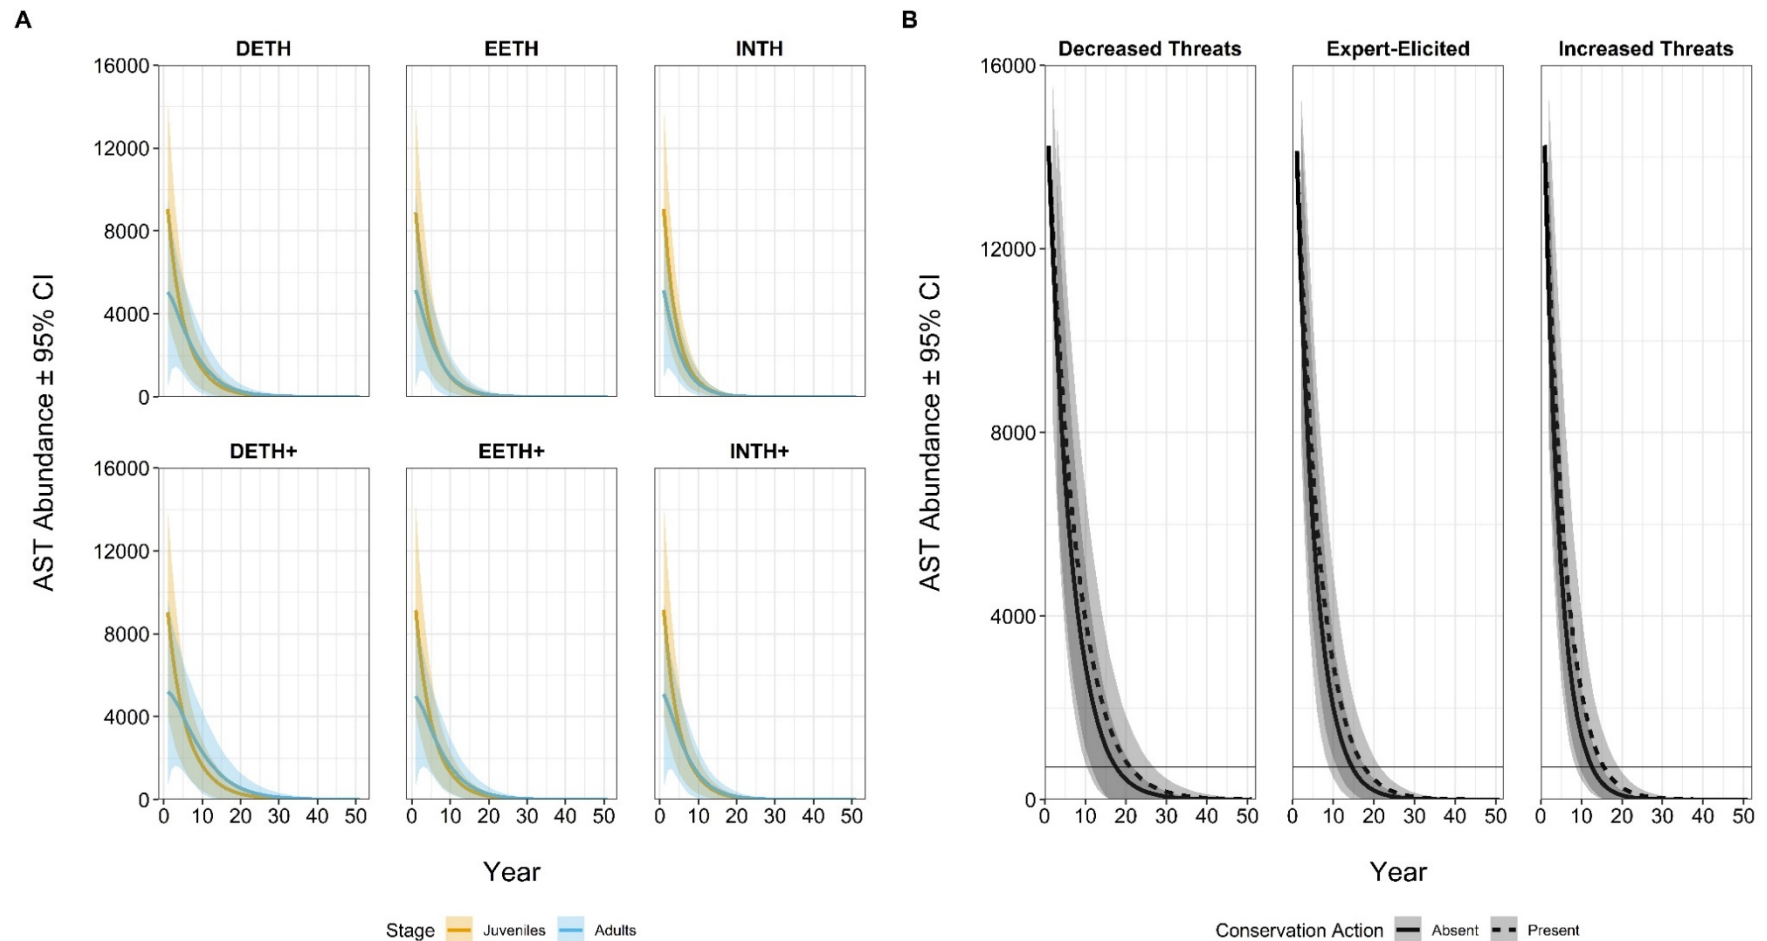 A
DETH
EETH
INTH
16000
12000
8000
4000
0
DETH+
EETH+
INTH+
16000
12000
8000
4000
0
0 10 20 30 40 50
0 10 20 30 40 50
0 10 20 30 40 50
AST Abundance ± 95% CI
Year
Stage Juveniles Adults
B
Decreased Threats
Expert-Elicited
Increased Threats
16000
12000
8000
4000
0
0 10 20 30 40 50
0 10 20 30 40 50
0 10 20 30 40 50
AST Abundance ± 95% CI
Year
Conservation Action Absent Present